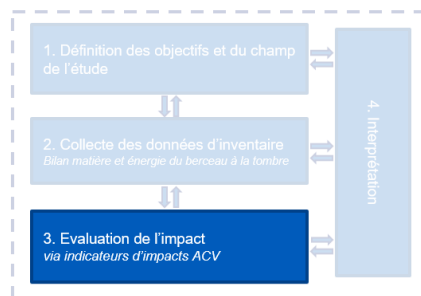 1. Définition des objectifs et du champ
de l'étude
2. Collecte des données d'inventaire
Bilan matière et énergie du berceau à la tombre
3. Evaluation de l'impact
via indicateurs d'impacts ACV
4. Interprétation